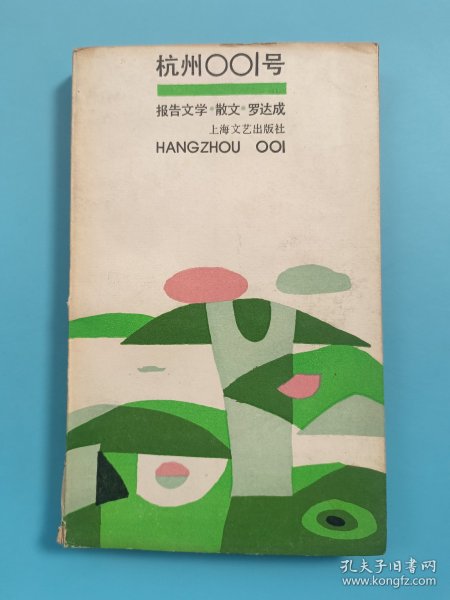 杭州001号
报告文学·散文·罗达成
上海文艺出版社
HANGZHOU 001
孔夫子旧书网
www.kongfz.com